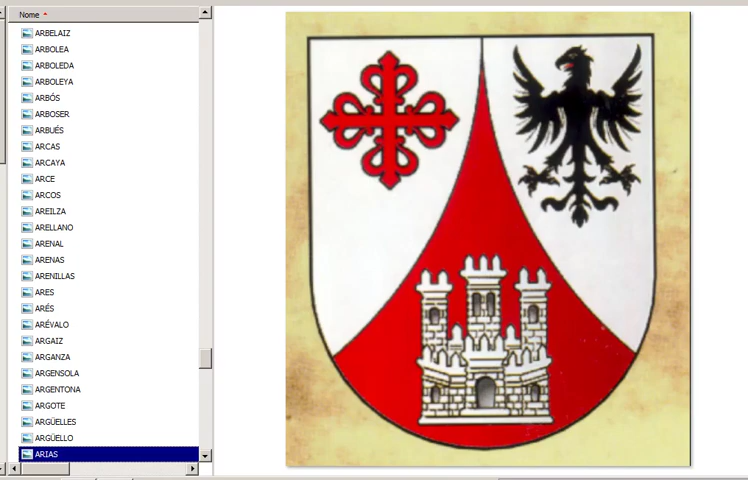 Nome
ARBELAIZ
ARBOLEA
ARBOLEDA
ARBOLEYA
ARBÓS
ARBOSER
ARBUÉS
ARCAS
ARCAYA
ARCE
ARCOS
AREILZA
ARELLANO
ARENAL
ARENAS
ARENILLAS
ARES
ARÉS
ARÉVALO
ARGAIZ
ARGANZA
ARGENSOLA
ARGENTONA
ARGOTE
ARGÜELLES
ARGÜELLO
ARIAS